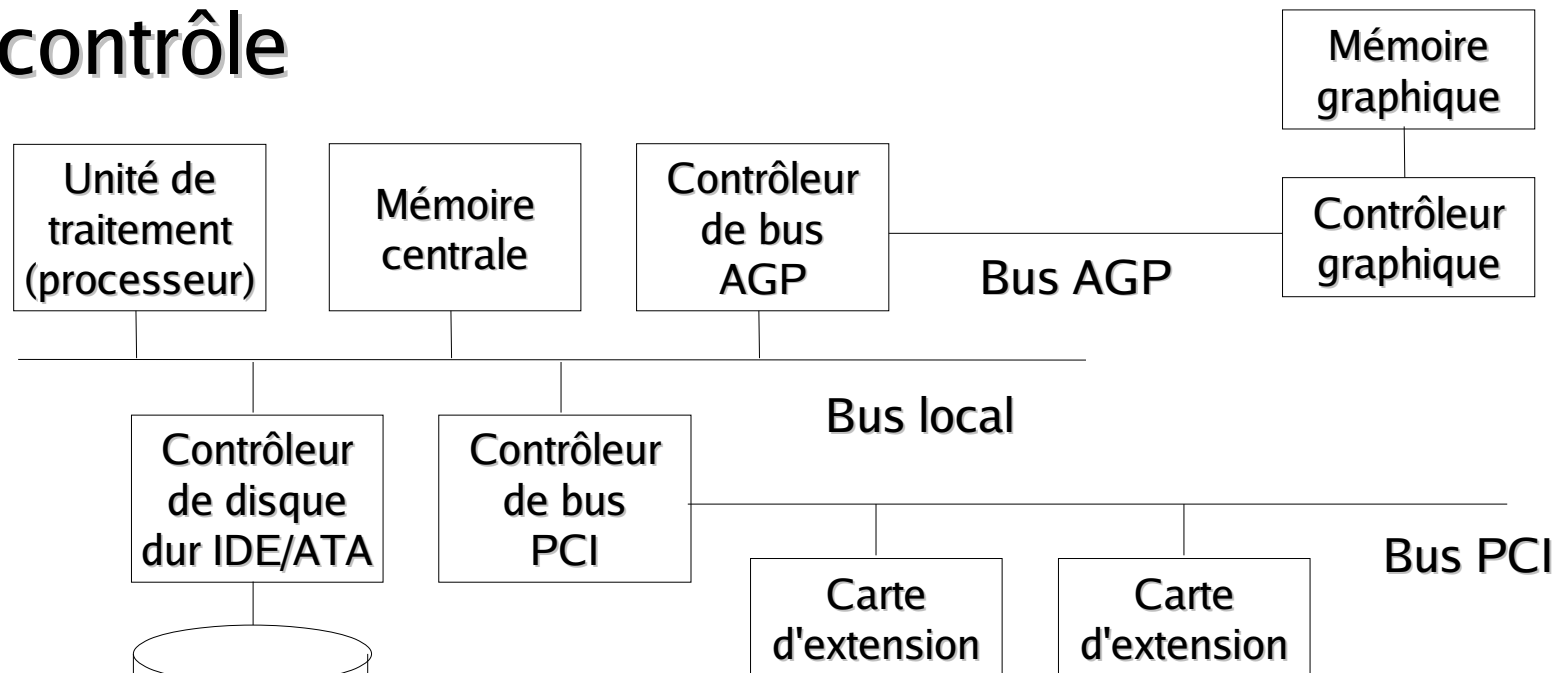 contrôle
Mémoire
graphique
Unité de
traitement
(processeur)
Mémoire
centrale
Contrôleur
de bus
AGP
Bus AGP
Contrôleur
graphique
Bus local
Contrôleur
de disque
dur IDE/ATA
Contrôleur
de bus
PCI
Bus PCI
Carte
d'extension
Carte
d'extension